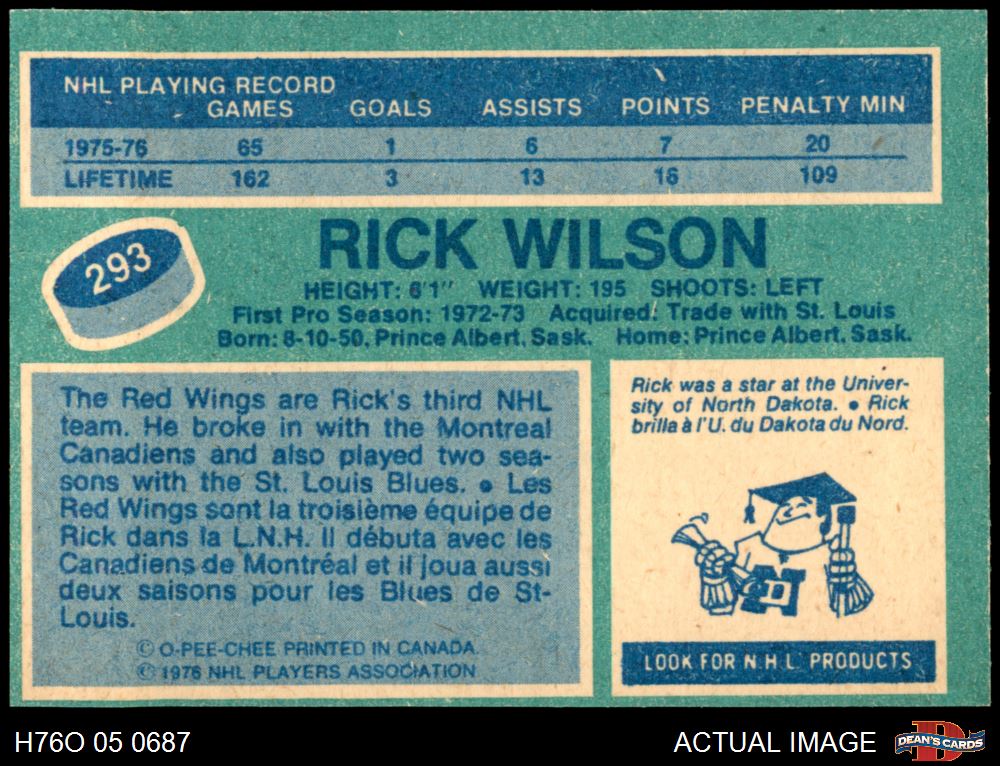 NHL PLAYING RECORD
GAMES GOALS ASSISTS POINTS PENALTY MIN
1975-76 65 1 6 7 20
LIFETIME 162 3 13 16 109
293
RICK WILSON
HEIGHT: 6'1" WEIGHT: 195 SHOOTS: LEFT
First Pro Season: 1972-73 Acquired: Trade with St. Louis
Born: 8-10-50, Prince Albert, Sask. Home: Prince Albert, Sask.
The Red Wings are Rick's third NHL
team. He broke in with the Montreal
Canadiens and also played two sea-
sons with the St. Louis Blues. ● Les
Red Wings sont la troisième équipe de
Rick dans la L.N.H. Il débuta avec les
Canadiens de Montréal et il joua aussi
deux saisons pour les Blues de St-
Louis.
© O-PEE-CHEE PRINTED IN CANADA.
© 1976 NHL PLAYERS ASSOCIATION
Rick was a star at the Univer-
sity of North Dakota. ● Rick
brilla à l'U. du Dakota du Nord.
LOOK FOR N.H.L. PRODUCTS
H76O 05 0687
ACTUAL IMAGE
D
DEAN'S CARDS